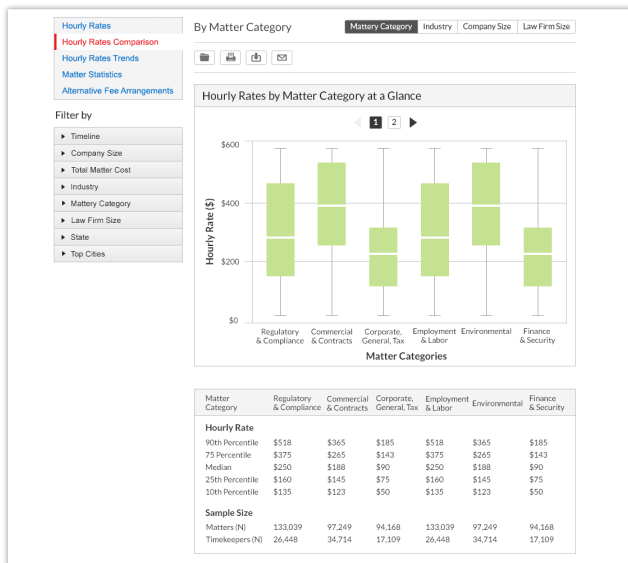 Hourly Rates
Hourly Rates Comparison
Hourly Rates Trends
Matter Statistics
Alternative Fee Arrangements
Filter by
Timeline
Company Size
Total Matter Cost
Industry
Mattery Category
Law Firm Size
State
Top Cities
By Matter Category
Mattery Category Industry Company Size Law Firm Size
Hourly Rates by Matter Category at a Glance
1 2
$600
$400
$200
$0
Hourly Rate ($)
Regulatory & Compliance
Commercial & Contracts
Corporate, General, Tax
Employment & Labor
Environmental
Finance & Security
Matter Categories
Matter Category Regulatory & Compliance Commercial & Contracts Corporate, General, Tax Employment & Labor Environmental Finance & Security
Hourly Rate
90th Percentile $518 $365 $185 $518 $365 $185
75 Percentile $375 $265 $143 $375 $265 $143
Median $250 $188 $90 $250 $188 $90
25th Percentile $160 $145 $75 $160 $145 $75
10th Percentile $135 $123 $50 $135 $123 $50
Sample Size
Matters (N) 133,039 97,249 94,168 133,039 97,249 94,168
Timekeepers (N) 26,448 34,714 17,109 26,448 34,714 17,109